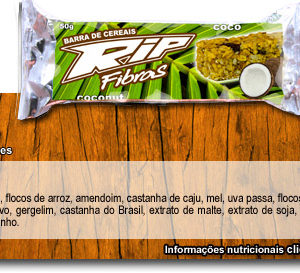 50g
coco
BARRA DE CEREAIS
RiP
Fibras
coconut
es
, flocos de arroz, amendoim, castanha de caju, mel, uva passa, flocos
vo, gergelim, castanha do Brasil, extrato de malte, extrato de soja,
nho.
Informações nutricionais cli